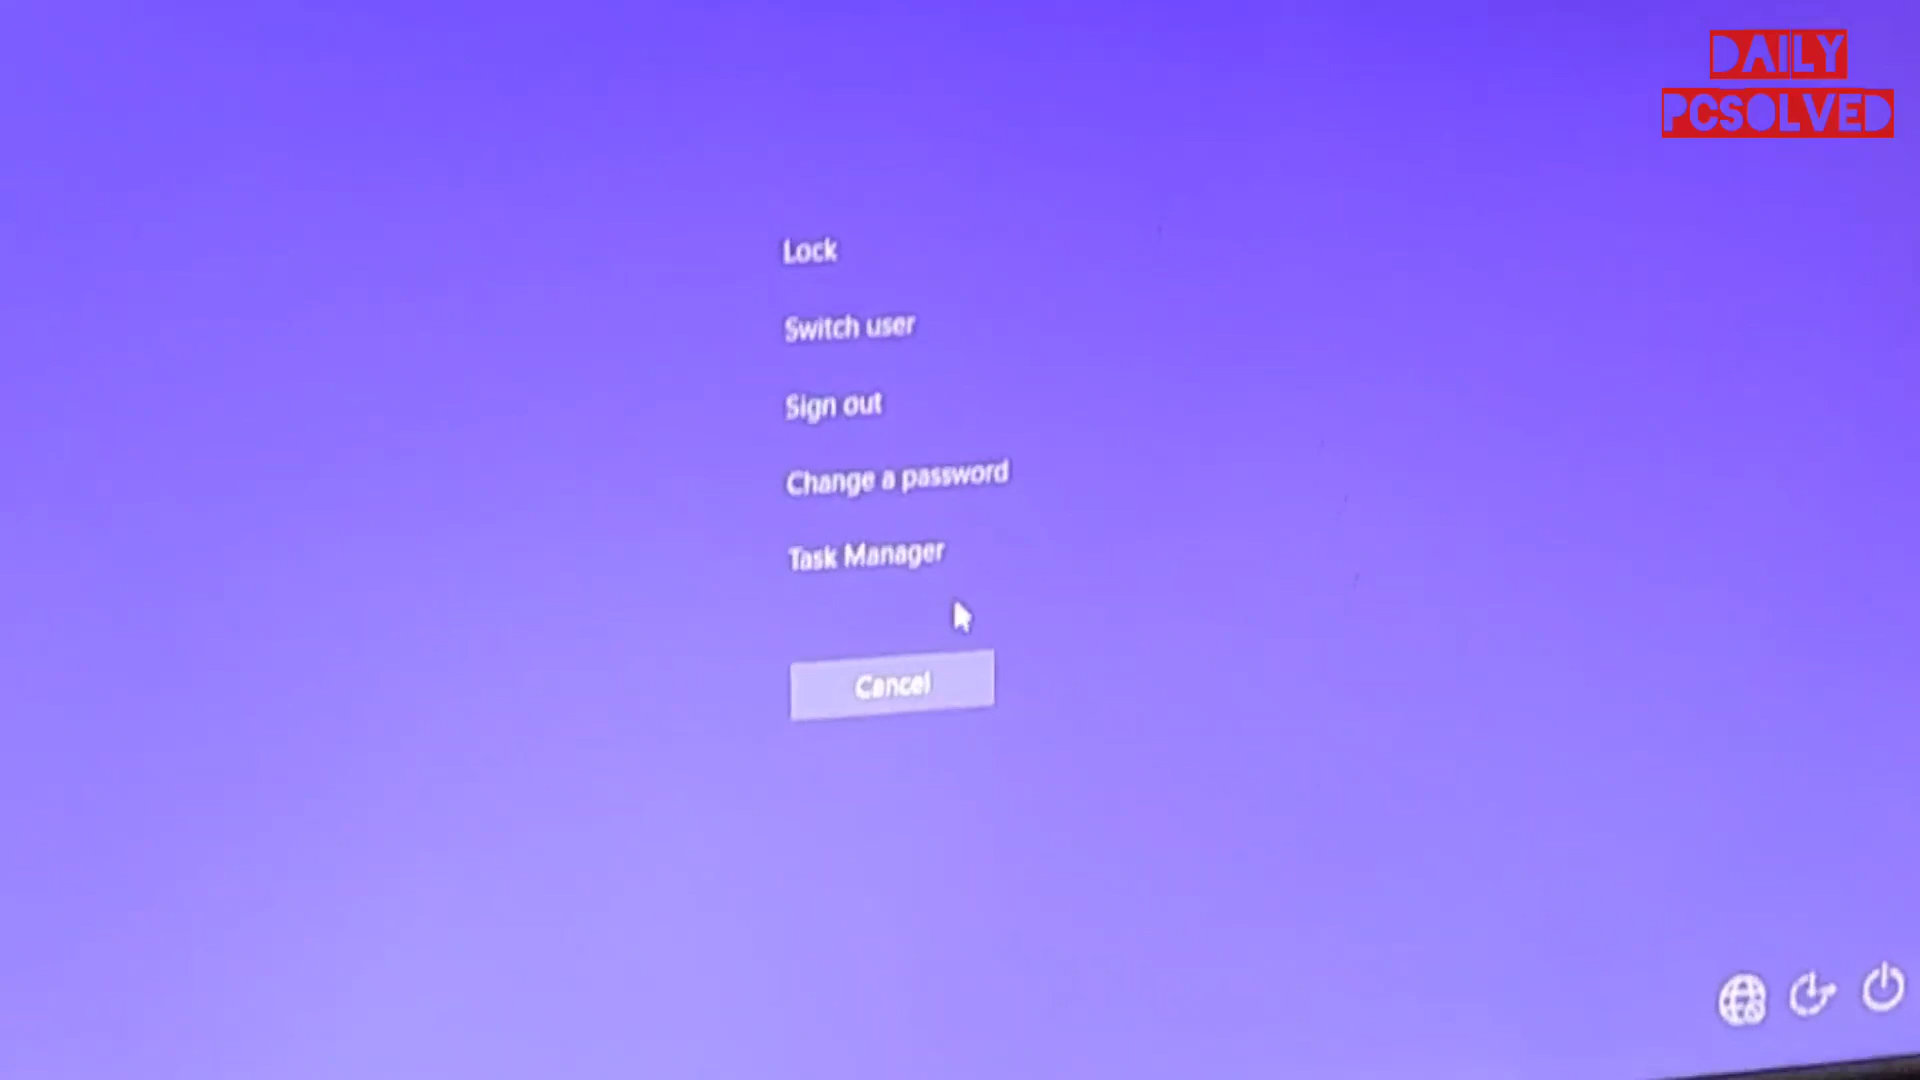 DAILY
PCSOLVED
Lock
Switch user
Sign out
Change a password
Task Manager
Cancel